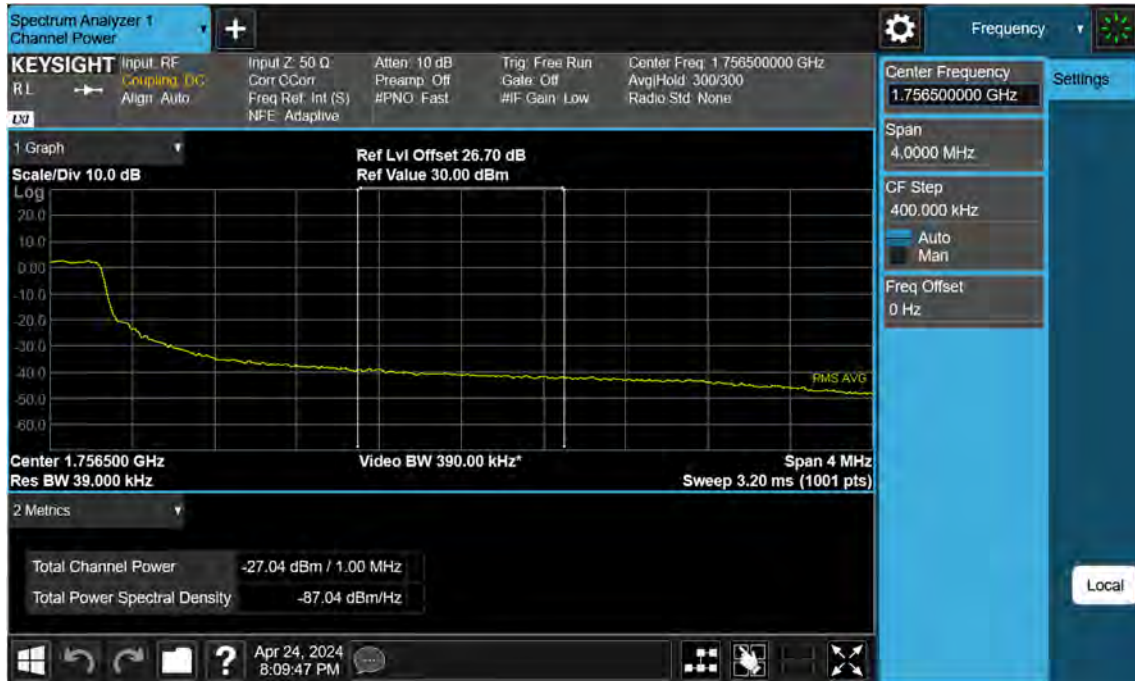 Spectrum Analyzer 1
Channel Power
+
Frequency
KEYSIGHT
RL
LXI
Input: RF
Coupling: DC
Align: Auto
Input Z: 50 Ω
Corr CCorr
Freq Ref: Int (S)
NFE: Adaptive
Atten: 10 dB
Preamp: Off
#PNO: Fast
Trig: Free Run
Gate: Off
#IF Gain: Low
Center Freq: 1.756500000 GHz
Avg|Hold: 300/300
Radio Std: None
Center Frequency
1.756500000 GHz
Settings
Span
4.0000 MHz
CF Step
400.000 kHz
Auto
Man
Freq Offset
0 Hz
Local
1 Graph
Scale/Div 10.0 dB
Ref Lvl Offset 26.70 dB
Ref Value 30.00 dBm
Log
20.0
10.0
0.00
-10.0
-20.0
-30.0
-40.0
-50.0
-60.0
RMS AVG
Center 1.756500 GHz
Video BW 390.00 kHz*
Span 4 MHz
Res BW 39.000 kHz
Sweep 3.20 ms (1001 pts)
2 Metrics
Total Channel Power
-27.04 dBm / 1.00 MHz
Total Power Spectral Density
-87.04 dBm/Hz
?
Apr 24, 2024
8:09:47 PM